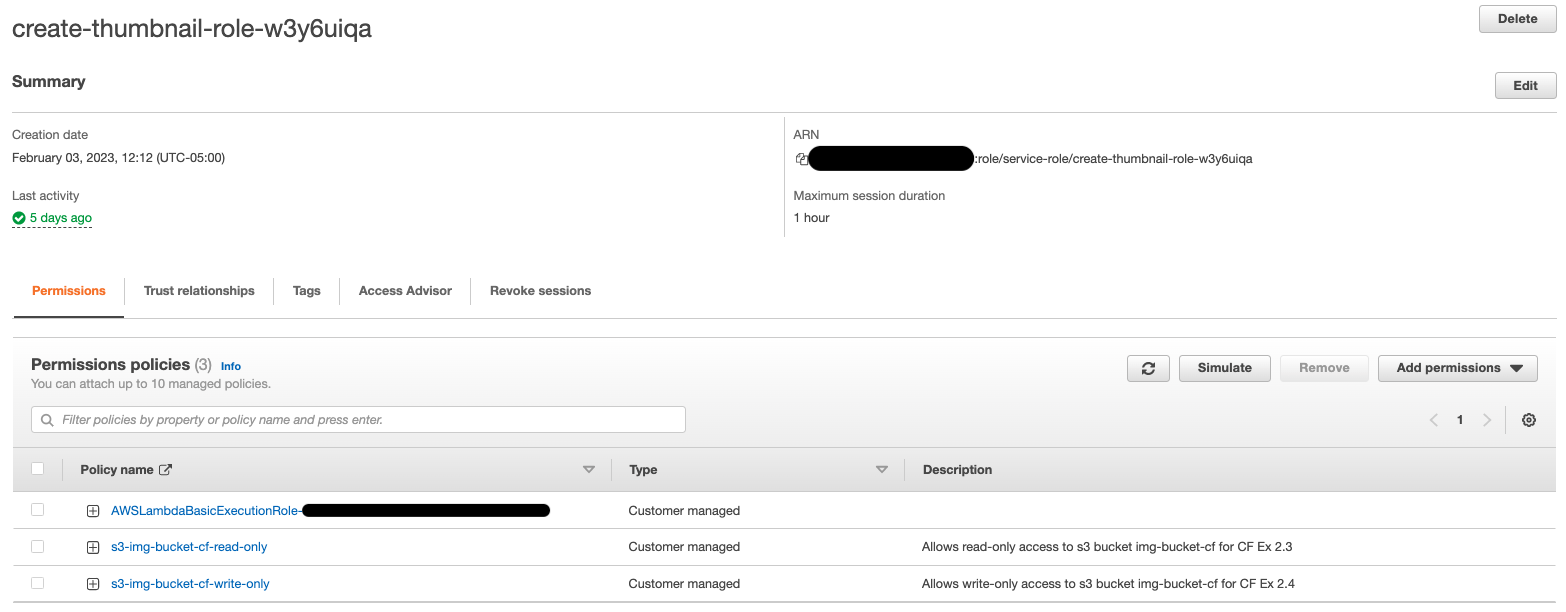 create-thumbnail-role-w3y6uiqa
Delete
Summary
Edit
Creation date
February 03, 2023, 12:12 (UTC-05:00)
ARN
:role/service-role/create-thumbnail-role-w3y6uiqa
Last activity
5 days ago
Maximum session duration
1 hour
Permissions Trust relationships Tags Access Advisor Revoke sessions
Permissions policies (3) Info
You can attach up to 10 managed policies.
Simulate Remove Add permissions
Filter policies by property or policy name and press enter.
1
Policy name Type Description
AWSLambdaBasicExecutionRole- Customer managed
s3-img-bucket-cf-read-only Customer managed Allows read-only access to s3 bucket img-bucket-cf for CF Ex 2.3
s3-img-bucket-cf-write-only Customer managed Allows write-only access to s3 bucket img-bucket-cf for CF Ex 2.4